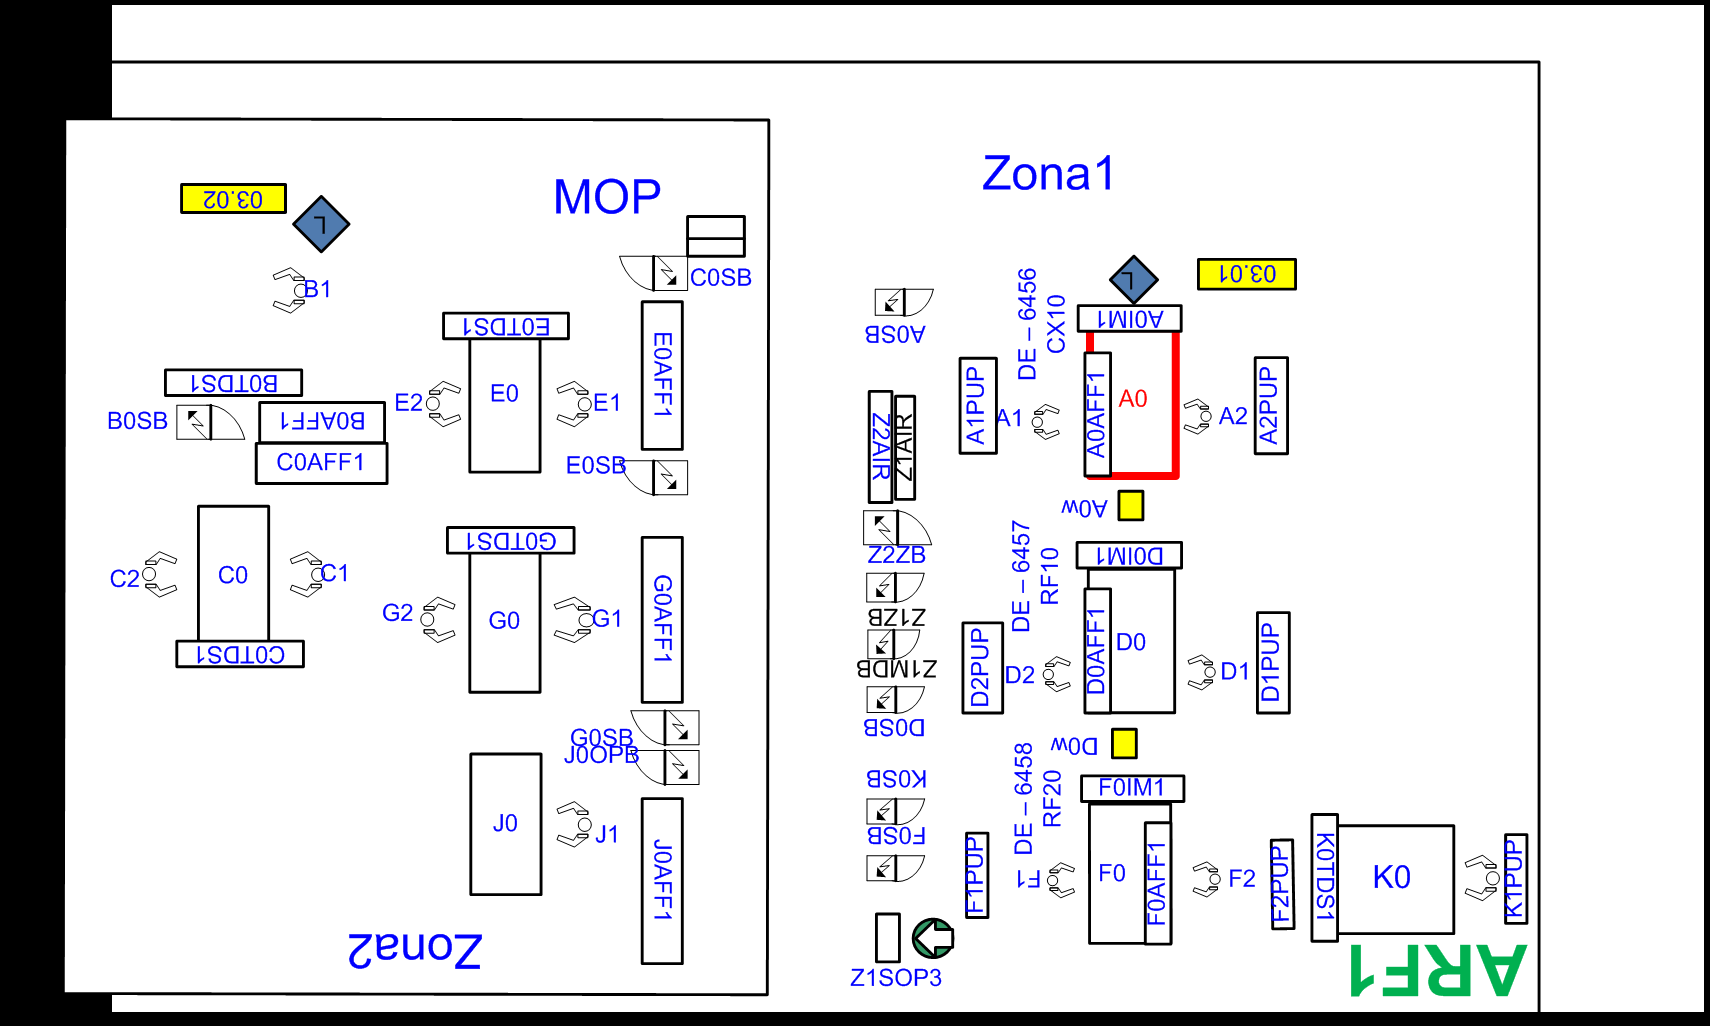 Zona1
MOP
03.02
L
B1
C0SB
A0SB
DE – 6456
CX10
L
03.01
A0IM1
E0TDS1
E0AFF1
E2
E0
E1
B0TDS1
B0SB
B0AFF1
C0AFF1
E0SB
A1PUP
A1
A0AFF1
A0
A2
A2PUP
Z2AIR
Z1AIR
A0w
Z2ZB
DE – 6457
RF10
D0IM1
G0TDS1
G0AFF1
C2
C0
C1
G2
G0
G1
C0TDS1
Z1ZB
Z1MDB
D2PUP
D2
D0AFF1
D0
D1
D1PUP
D0SB
G0SB
J0OPB
D0w
K0SB
DE – 6458
RF20
F0IM1
J0
J1
J0AFF1
F0SB
F1PUP
F1
F0
F0AFF1
F2
F2PUP
K0TDS1
K0
K1PUP
Zona2
Z1SOP3
ARF1